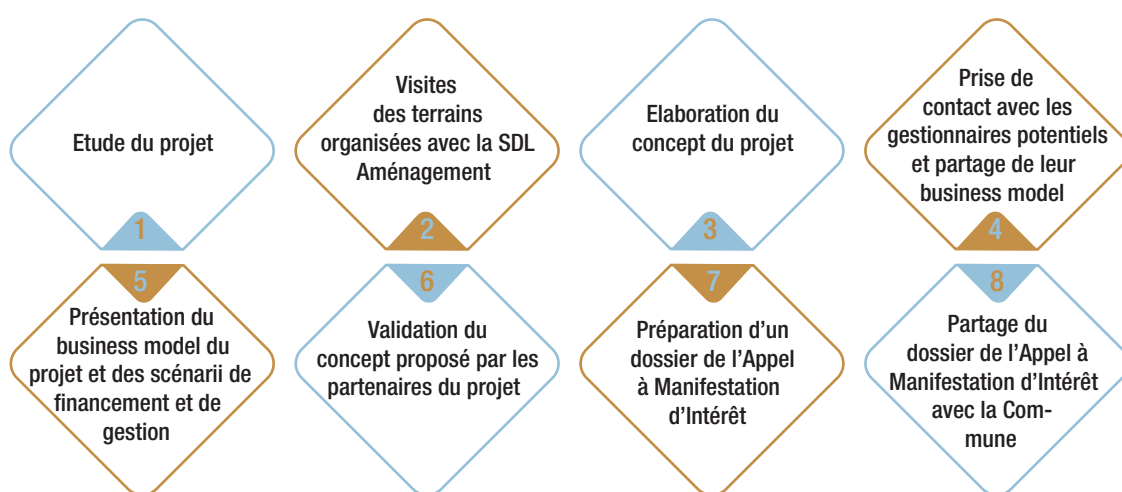 Etude du projet
1
Visites
des terrains
organisées avec la SDL
Aménagement
2
Elaboration du
concept du projet
3
Prise de
contact avec les
gestionnaires potentiels
et partage de leur
business model
4
5
Présentation du
business model du
projet et des scénarii de
financement et de
gestion
6
Validation du
concept proposé par les
partenaires du projet
7
Préparation d’un
dossier de l’Appel
à Manifestation
d’Intérêt
8
Partage du
dossier de l’Appel à
Manifestation d’Intérêt
avec la Com-
mune